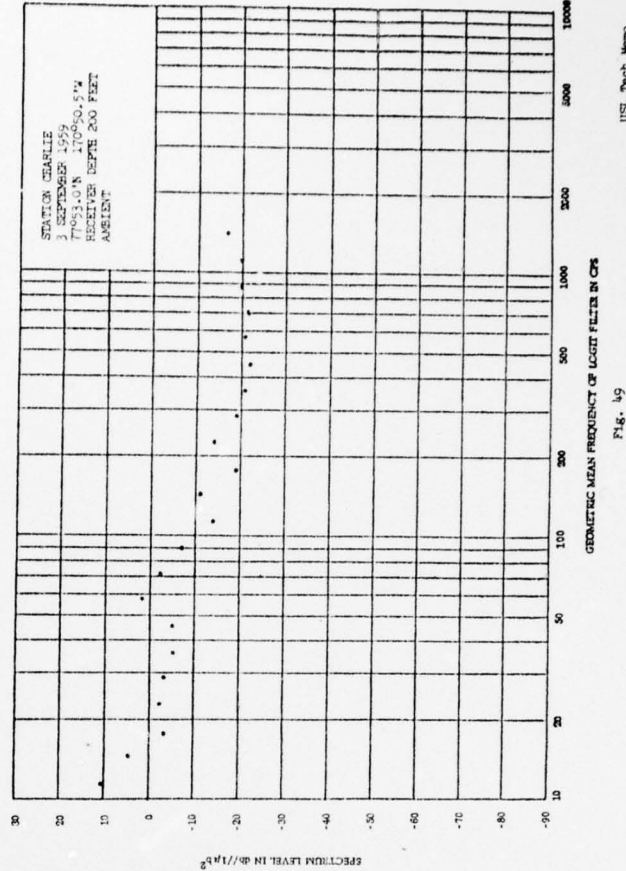 STATION CHARLIE
3 SEPTEMBER 1959
77°53.0'N 170°50.5'W
RECEIVER DEPTH 200 FEET
AMBIENT
SPECTRUM LEVEL IN db//1µb²
30
20
10
0
-10
-20
-30
-40
-50
-60
-70
-80
-90
10
20
50
100
200
500
1000
2000
5000
10000
GEOMETRIC MEAN FREQUENCY OF LOGIT FILTER IN CPS
Fig. 49
USL Tech Memo